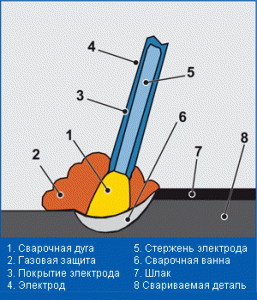 4
5
3
6
1
7
8
2
1. Сварочная дуга
2. Газовая защита
3. Покрытие электрода
4. Электрод
5. Стержень электрода
6. Сварочная ванна
7. Шлак
8 Свариваемая деталь